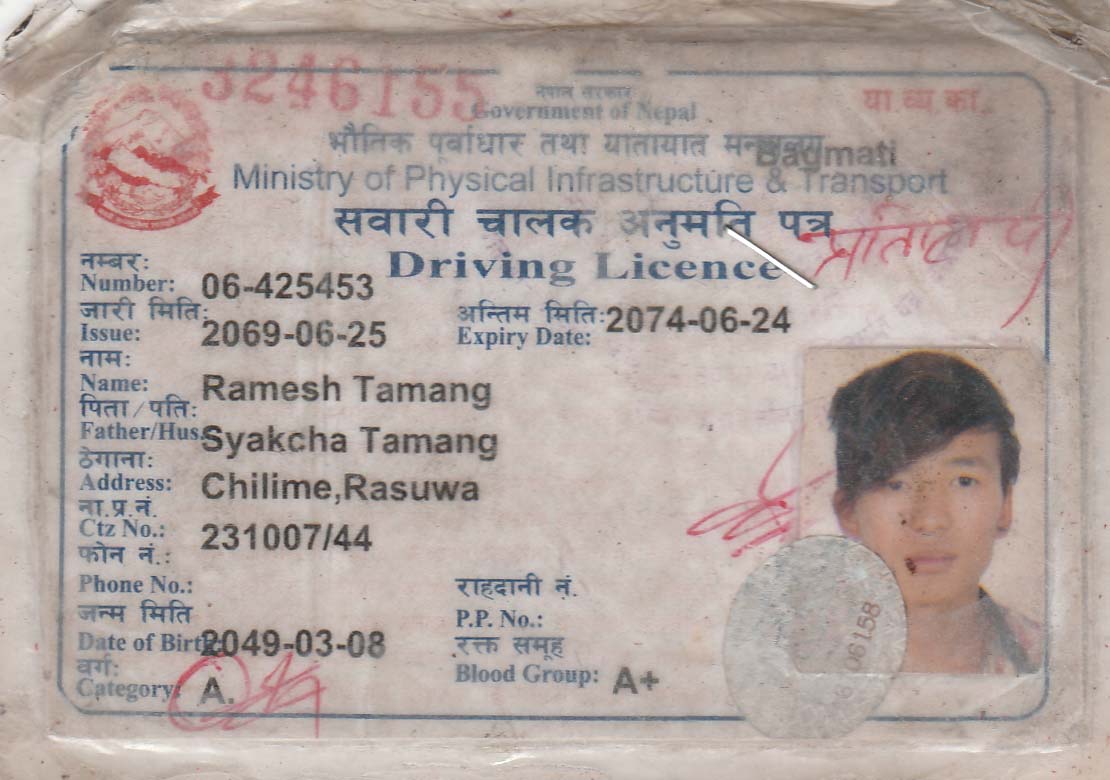 3246155
नेपाल सरकार
Government of Nepal
या.व्य.का.
भौतिक पूर्वाधार तथा यातायात
Bagmati
Ministry of Physical Infrastructure & Transport
सवारी चालक अनुमति पत्र
Driving Licence
नम्बर:
Number: 06-425453
जारी मिति: अन्तिम मिति:
Issue: 2069-06-25 Expiry Date: 2074-06-24
नाम:
Name: Ramesh Tamang
पिता/पति:
Father/Hus. Syakcha Tamang
ठेगाना:
Address: Chilime,Rasuwa
ना.प्र.नं.
Ctz No.: 231007/44
फोन नं.:
Phone No.: राहदानी नं.
जन्म मिति P.P. No.:
Date of Birth: 2049-03-08 रक्त समूह
वर्ग: Blood Group: A+
Category: A.
06158